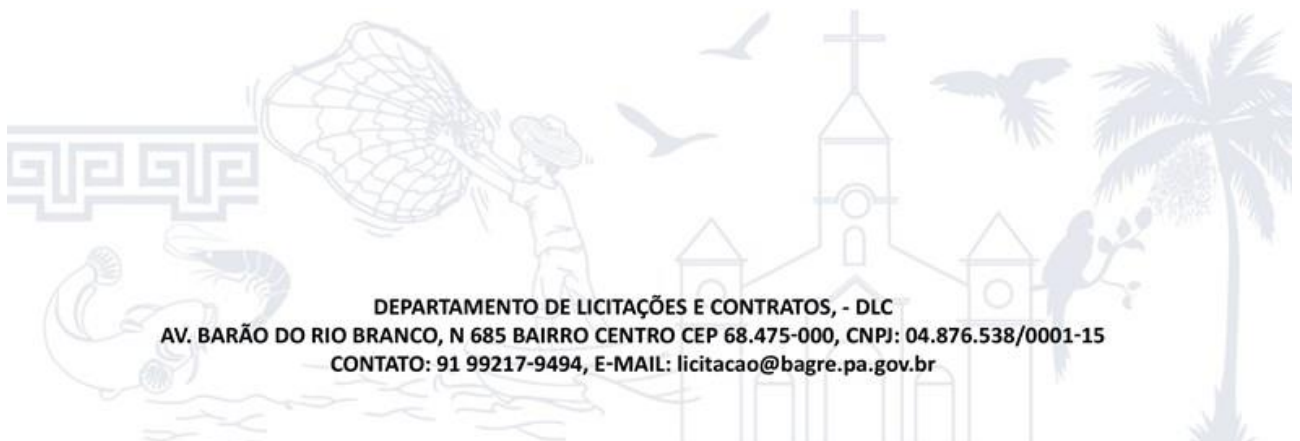 DEPARTAMENTO DE LICITAÇÕES E CONTRATOS, - DLC
AV. BARÃO DO RIO BRANCO, N 685 BAIRRO CENTRO CEP 68.475-000, CNPJ: 04.876.538/0001-15
CONTATO: 91 99217-9494, E-MAIL: licitacao@bagre.pa.gov.br